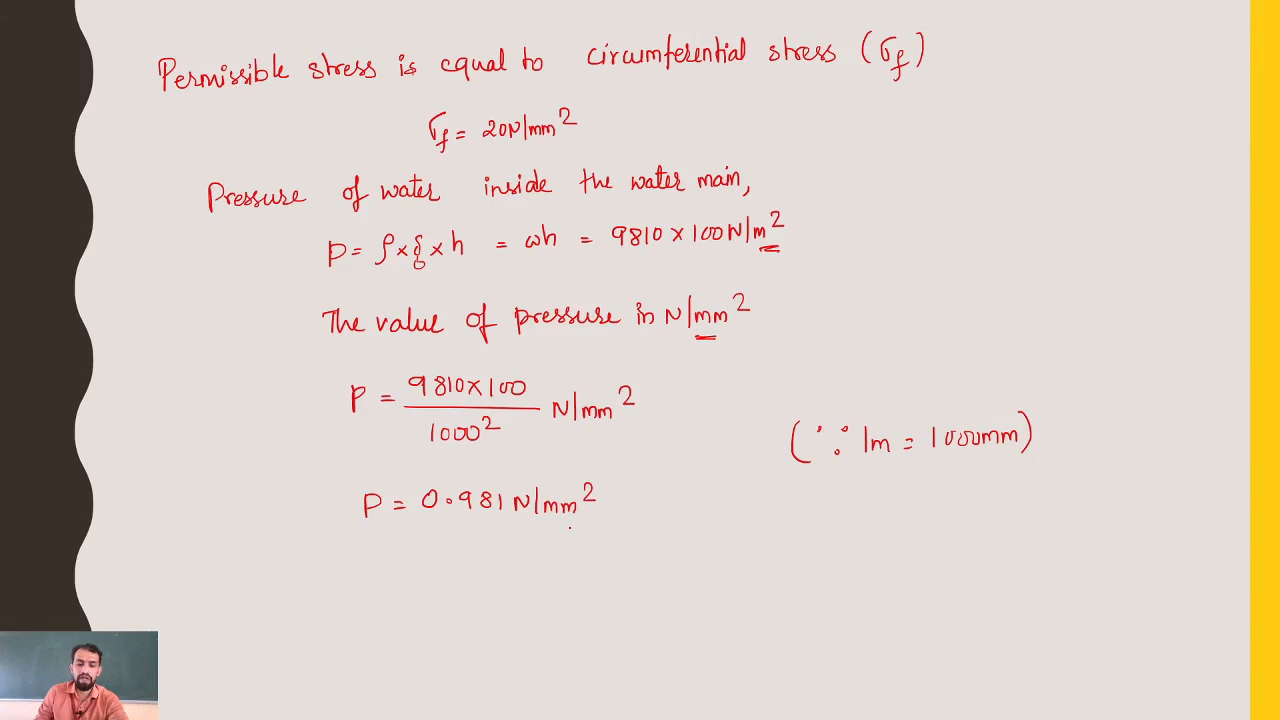 Permissible stress is equal to circumferential stress (σf)
σf = 20N/mm²
Pressure of water inside the water main,
P = ρ×g×h = ωh = 9810 × 100 N/m²
The value of pressure in N/mm²
P = 9810×100 / 1000² N/mm²
(∵ 1m = 1000mm)
P = 0.981 N/mm²